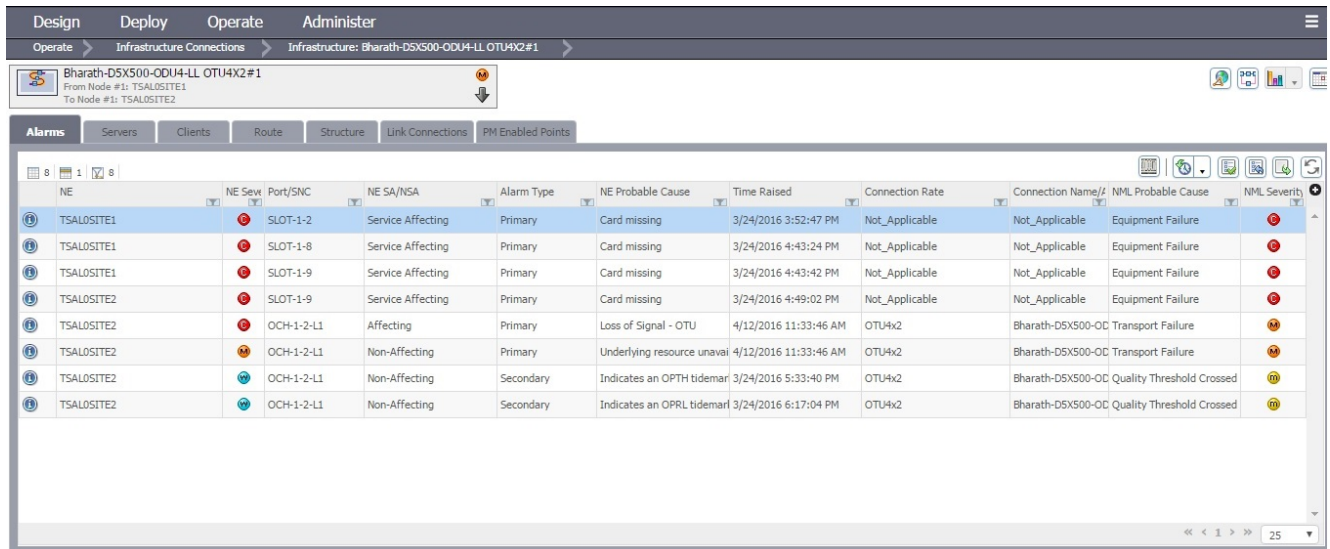 Design Deploy Operate Administer
Operate Infrastructure Connections Infrastructure: Bharath-D5X500-ODU4-LL OTU4X2#1
Bharath-D5X500-ODU4-LL OTU4X2#1 M
From Node #1: TSAL0SITE1
To Node #1: TSAL0SITE2
Alarms Servers Clients Route Structure Link Connections PM Enabled Points
8 1 8
NE NE Seve Port/SNC NE SA/NSA Alarm Type NE Probable Cause Time Raised Connection Rate Connection Name/A NML Probable Cause NML Severity
TSAL0SITE1 C SLOT-1-2 Service Affecting Primary Card missing 3/24/2016 3:52:47 PM Not_Applicable Not_Applicable Equipment Failure C
TSAL0SITE1 C SLOT-1-8 Service Affecting Primary Card missing 3/24/2016 4:43:24 PM Not_Applicable Not_Applicable Equipment Failure C
TSAL0SITE1 C SLOT-1-9 Service Affecting Primary Card missing 3/24/2016 4:43:42 PM Not_Applicable Not_Applicable Equipment Failure C
TSAL0SITE2 C SLOT-1-9 Service Affecting Primary Card missing 3/24/2016 4:49:02 PM Not_Applicable Not_Applicable Equipment Failure C
TSAL0SITE2 C OCH-1-2-L1 Affecting Primary Loss of Signal - OTU 4/12/2016 11:33:46 AM OTU4x2 Bharath-D5X500-OD Transport Failure M
TSAL0SITE2 M OCH-1-2-L1 Non-Affecting Primary Underlying resource unavai 4/12/2016 11:33:46 AM OTU4x2 Bharath-D5X500-OD Transport Failure M
TSAL0SITE2 W OCH-1-2-L1 Non-Affecting Secondary Indicates an OPTH tidemar 3/24/2016 5:33:40 PM OTU4x2 Bharath-D5X500-OD Quality Threshold Crossed m
TSAL0SITE2 W OCH-1-2-L1 Non-Affecting Secondary Indicates an OPRL tidemarl 3/24/2016 6:17:04 PM OTU4x2 Bharath-D5X500-OD Quality Threshold Crossed m
« < 1 > » 25